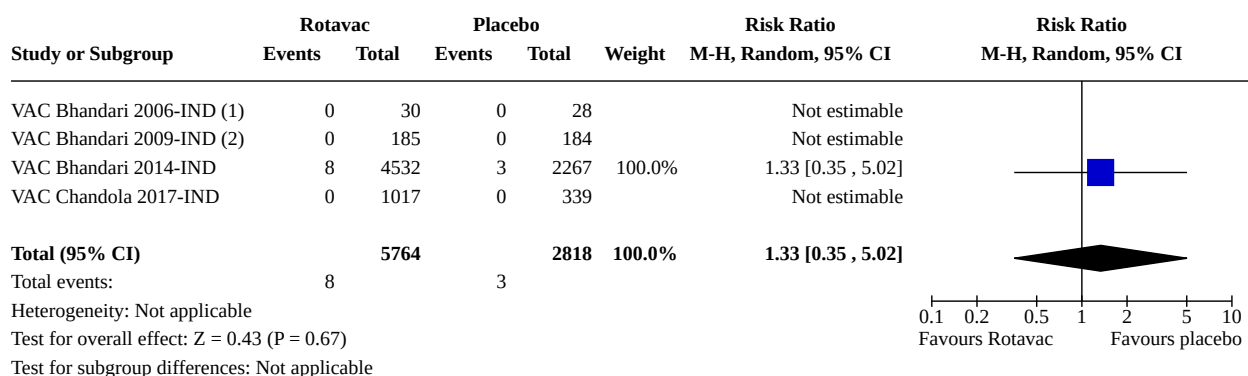 Rotavac Placebo Risk Ratio Risk Ratio
Study or Subgroup Events Total Events Total Weight M-H, Random, 95% CI M-H, Random, 95% CI
VAC Bhandari 2006-IND (1) 0 30 0 28 Not estimable
VAC Bhandari 2009-IND (2) 0 185 0 184 Not estimable
VAC Bhandari 2014-IND 8 4532 3 2267 100.0% 1.33 [0.35 , 5.02]
VAC Chandola 2017-IND 0 1017 0 339 Not estimable
Total (95% CI) 5764 2818 100.0% 1.33 [0.35 , 5.02]
Total events: 8 3
Heterogeneity: Not applicable
Test for overall effect: Z = 0.43 (P = 0.67)
Test for subgroup differences: Not applicable
0.1 0.2 0.5 1 2 5 10
Favours Rotavac Favours placebo